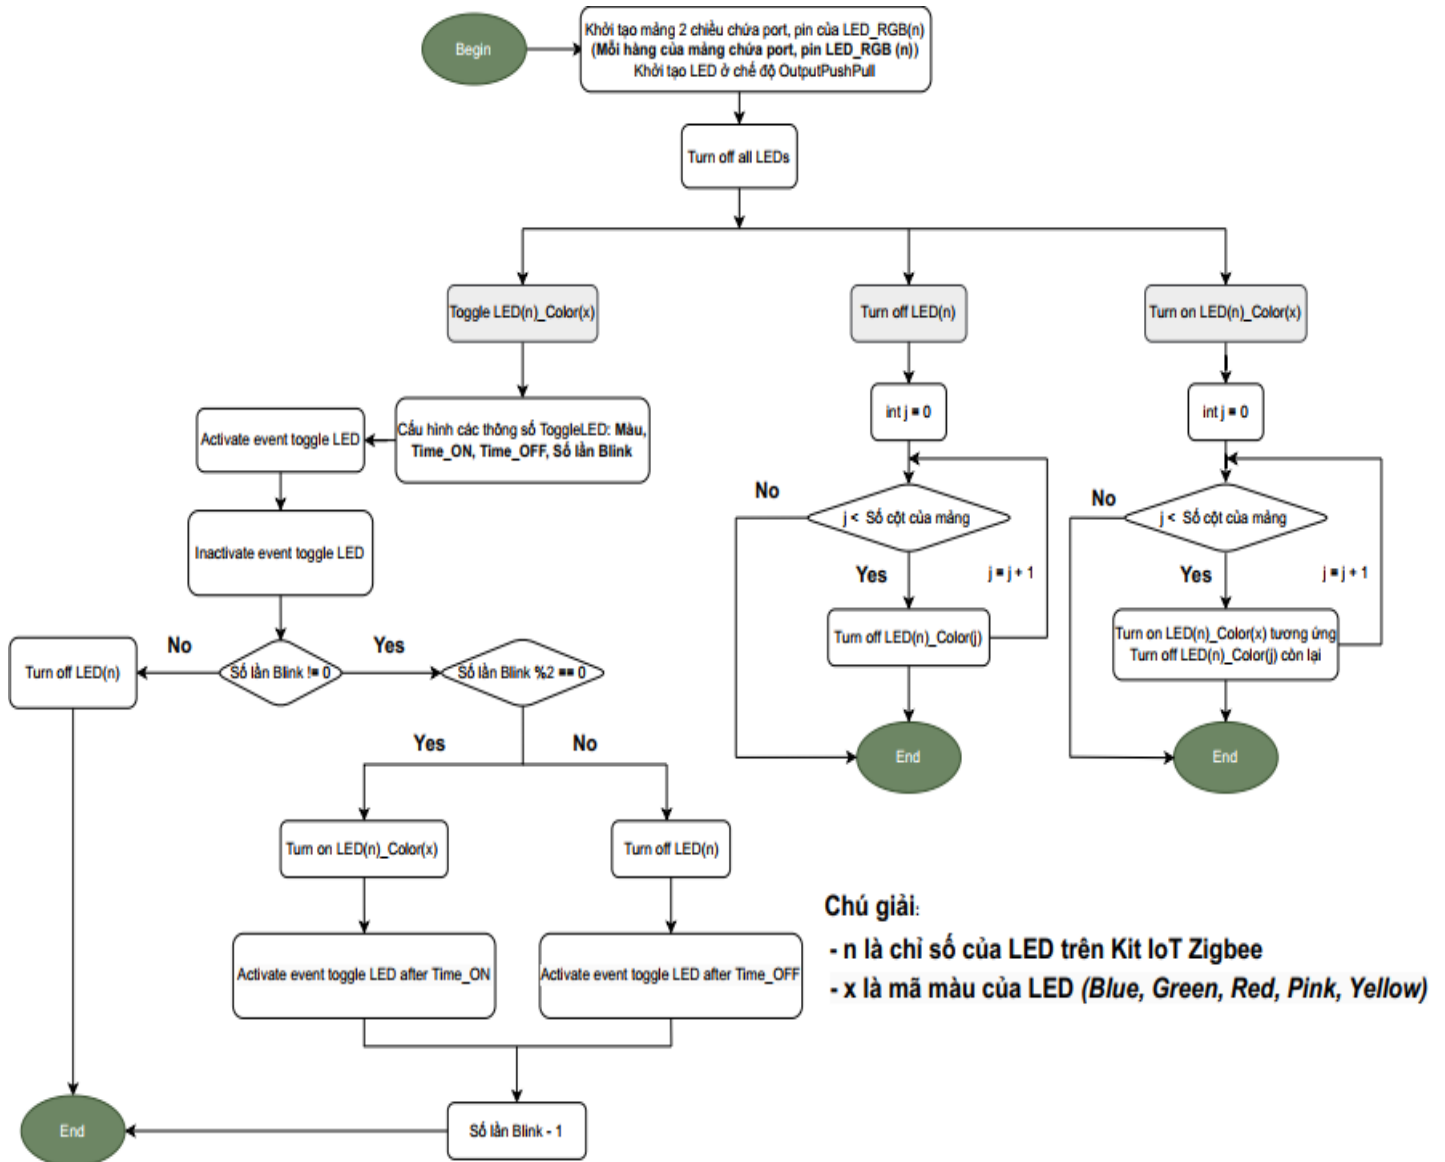 Begin
Khởi tạo mảng 2 chiều chứa port, pin của LED_RGB(n)
(Mỗi hàng của mảng chứa port, pin LED_RGB (n))
Khởi tạo LED ở chế độ OutputPushPull
Turn off all LEDs
Toggle LED(n)_Color(x)
Turn off LED(n)
Turn on LED(n)_Color(x)
Cấu hình các thông số ToggleLED: Màu,
Time_ON, Time_OFF, Số lần Blink
Activate event toggle LED
Inactivate event toggle LED
int j = 0
int j = 0
No
j < Số cột của mảng
Yes
j = j + 1
Turn off LED(n)_Color(j)
End
No
j < Số cột của mảng
Yes
j = j + 1
Turn on LED(n)_Color(x) tương ứng
Turn off LED(n)_Color(j) còn lại
End
No
Số lần Blink != 0
Yes
Số lần Blink %2 == 0
Turn off LED(n)
Yes
No
Turn on LED(n)_Color(x)
Turn off LED(n)
Activate event toggle LED after Time_ON
Activate event toggle LED after Time_OFF
Số lần Blink - 1
End
Chú giải:
- n là chỉ số của LED trên Kit IoT Zigbee
- x là mã màu của LED (Blue, Green, Red, Pink, Yellow)